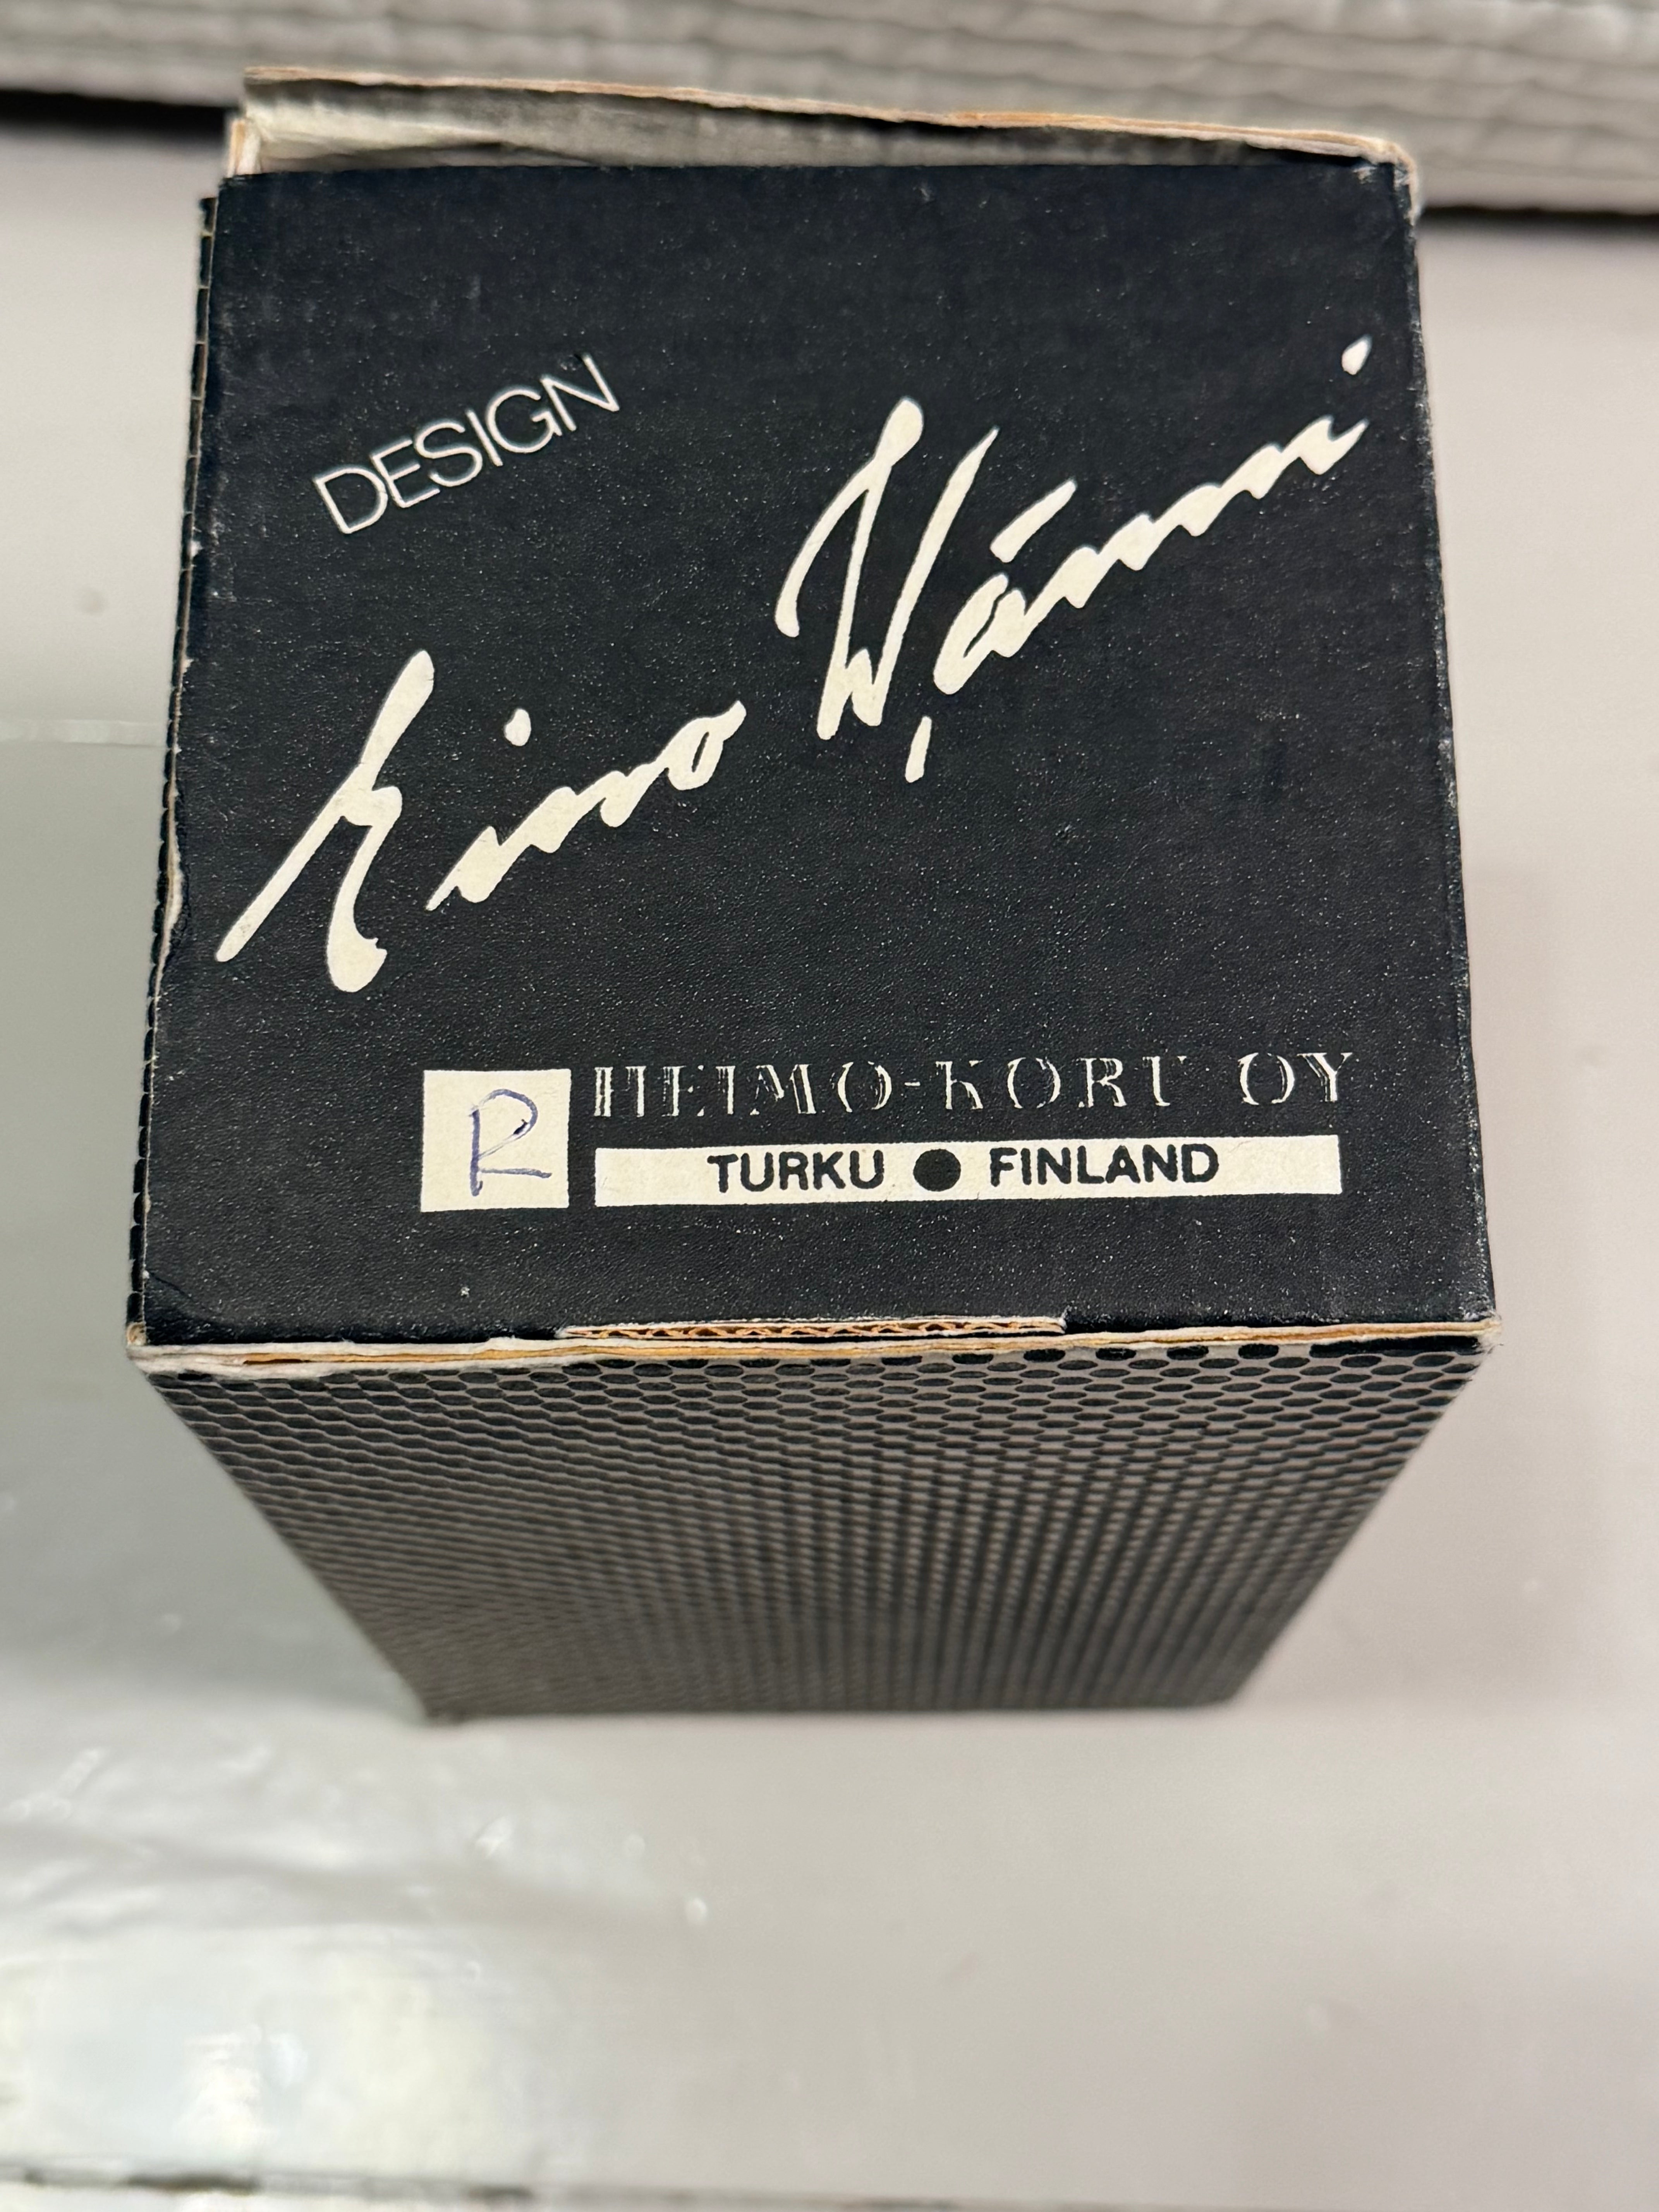 DESIGN
Eino Wänni
R
HEIMO-KORU OY
TURKU ● FINLAND